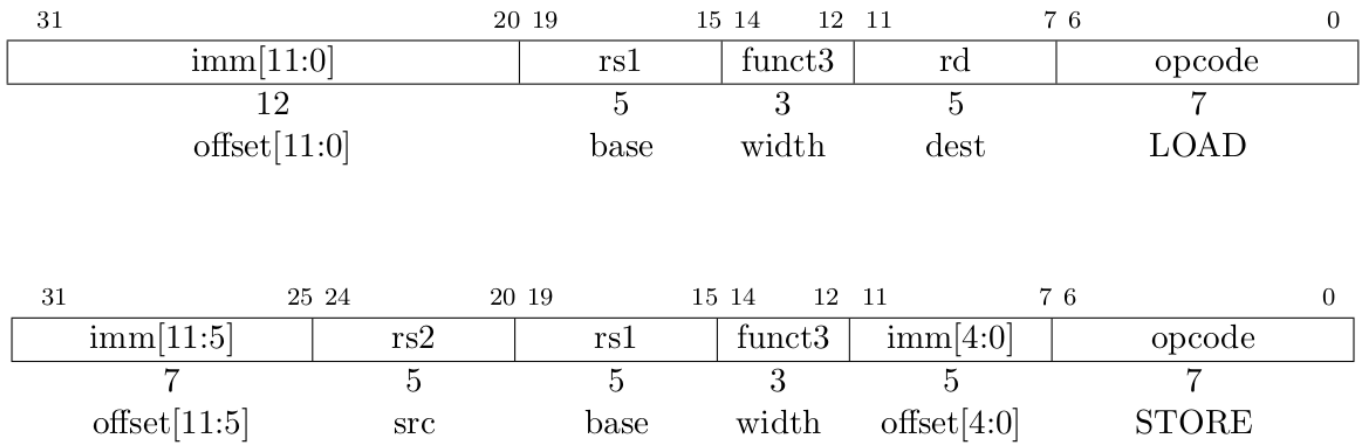 31 20 19 15 14 12 11 7 6 0
imm[11:0] rs1 funct3 rd opcode
12 5 3 5 7
offset[11:0] base width dest LOAD
31 25 24 20 19 15 14 12 11 7 6 0
imm[11:5] rs2 rs1 funct3 imm[4:0] opcode
7 5 5 3 5 7
offset[11:5] src base width offset[4:0] STORE